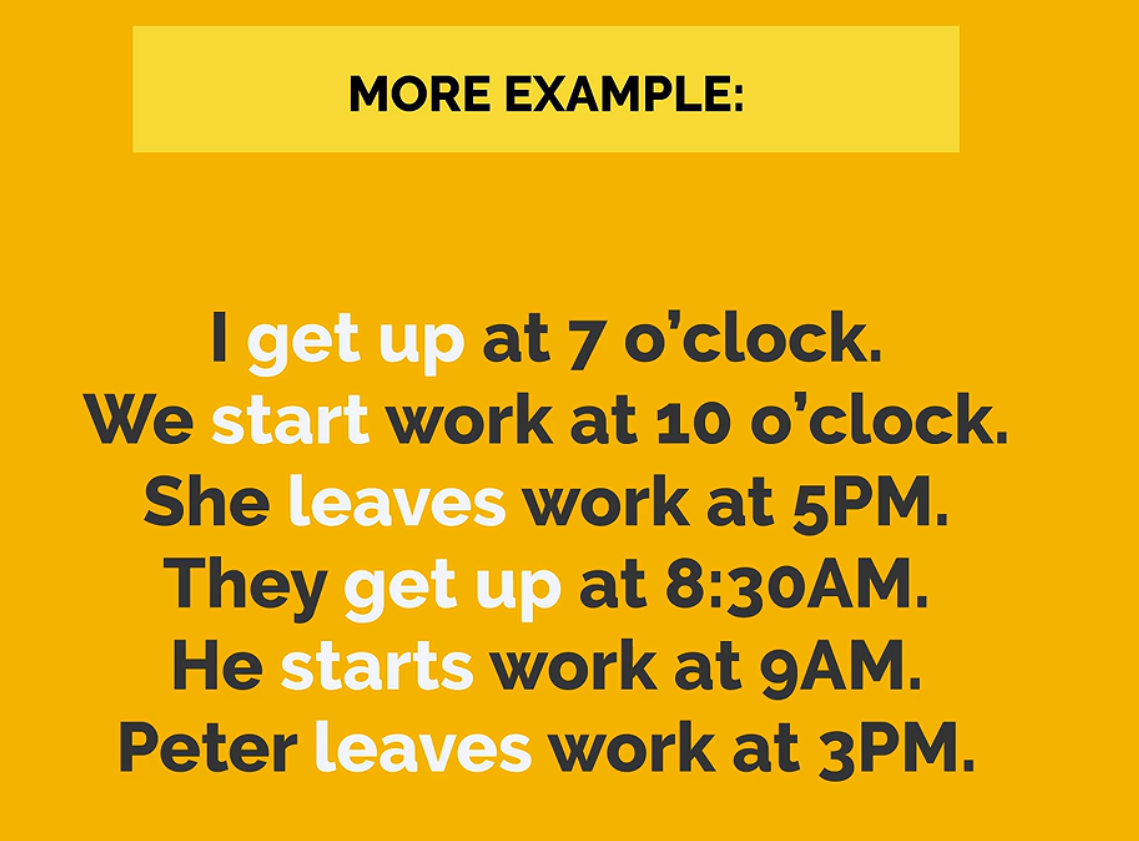 MORE EXAMPLE:
I get up at 7 o’clock.
We start work at 10 o’clock.
She leaves work at 5PM.
They get up at 8:30AM.
He starts work at 9AM.
Peter leaves work at 3PM.